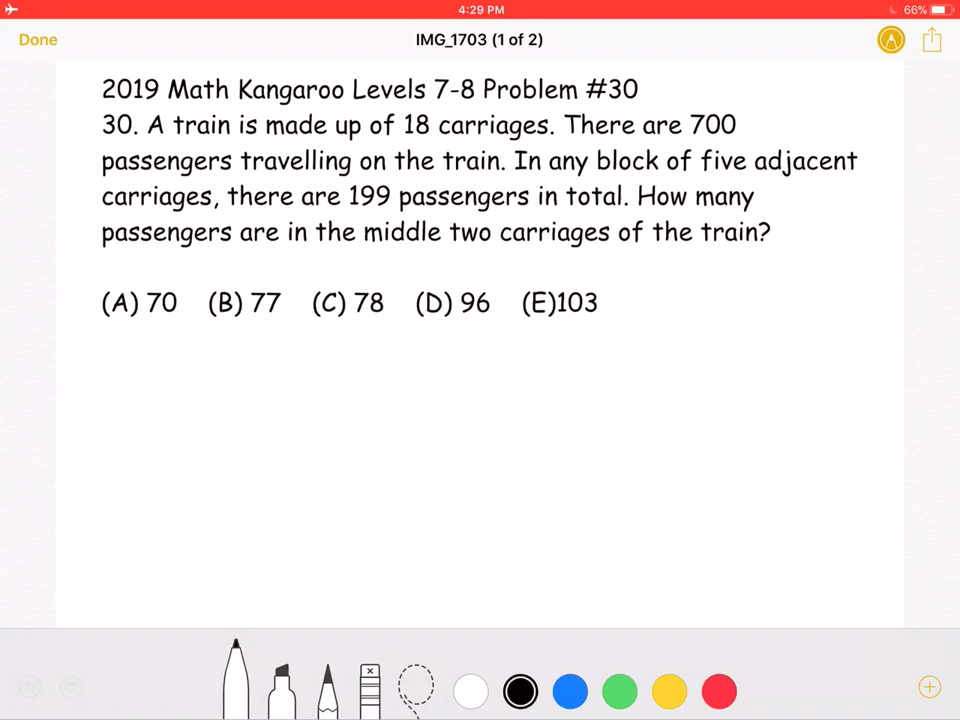 4:29 PM
66%
Done
IMG_1703 (1 of 2)
2019 Math Kangaroo Levels 7-8 Problem #30
30. A train is made up of 18 carriages. There are 700
passengers travelling on the train. In any block of five adjacent
carriages, there are 199 passengers in total. How many
passengers are in the middle two carriages of the train?
(A) 70 (B) 77 (C) 78 (D) 96 (E)103